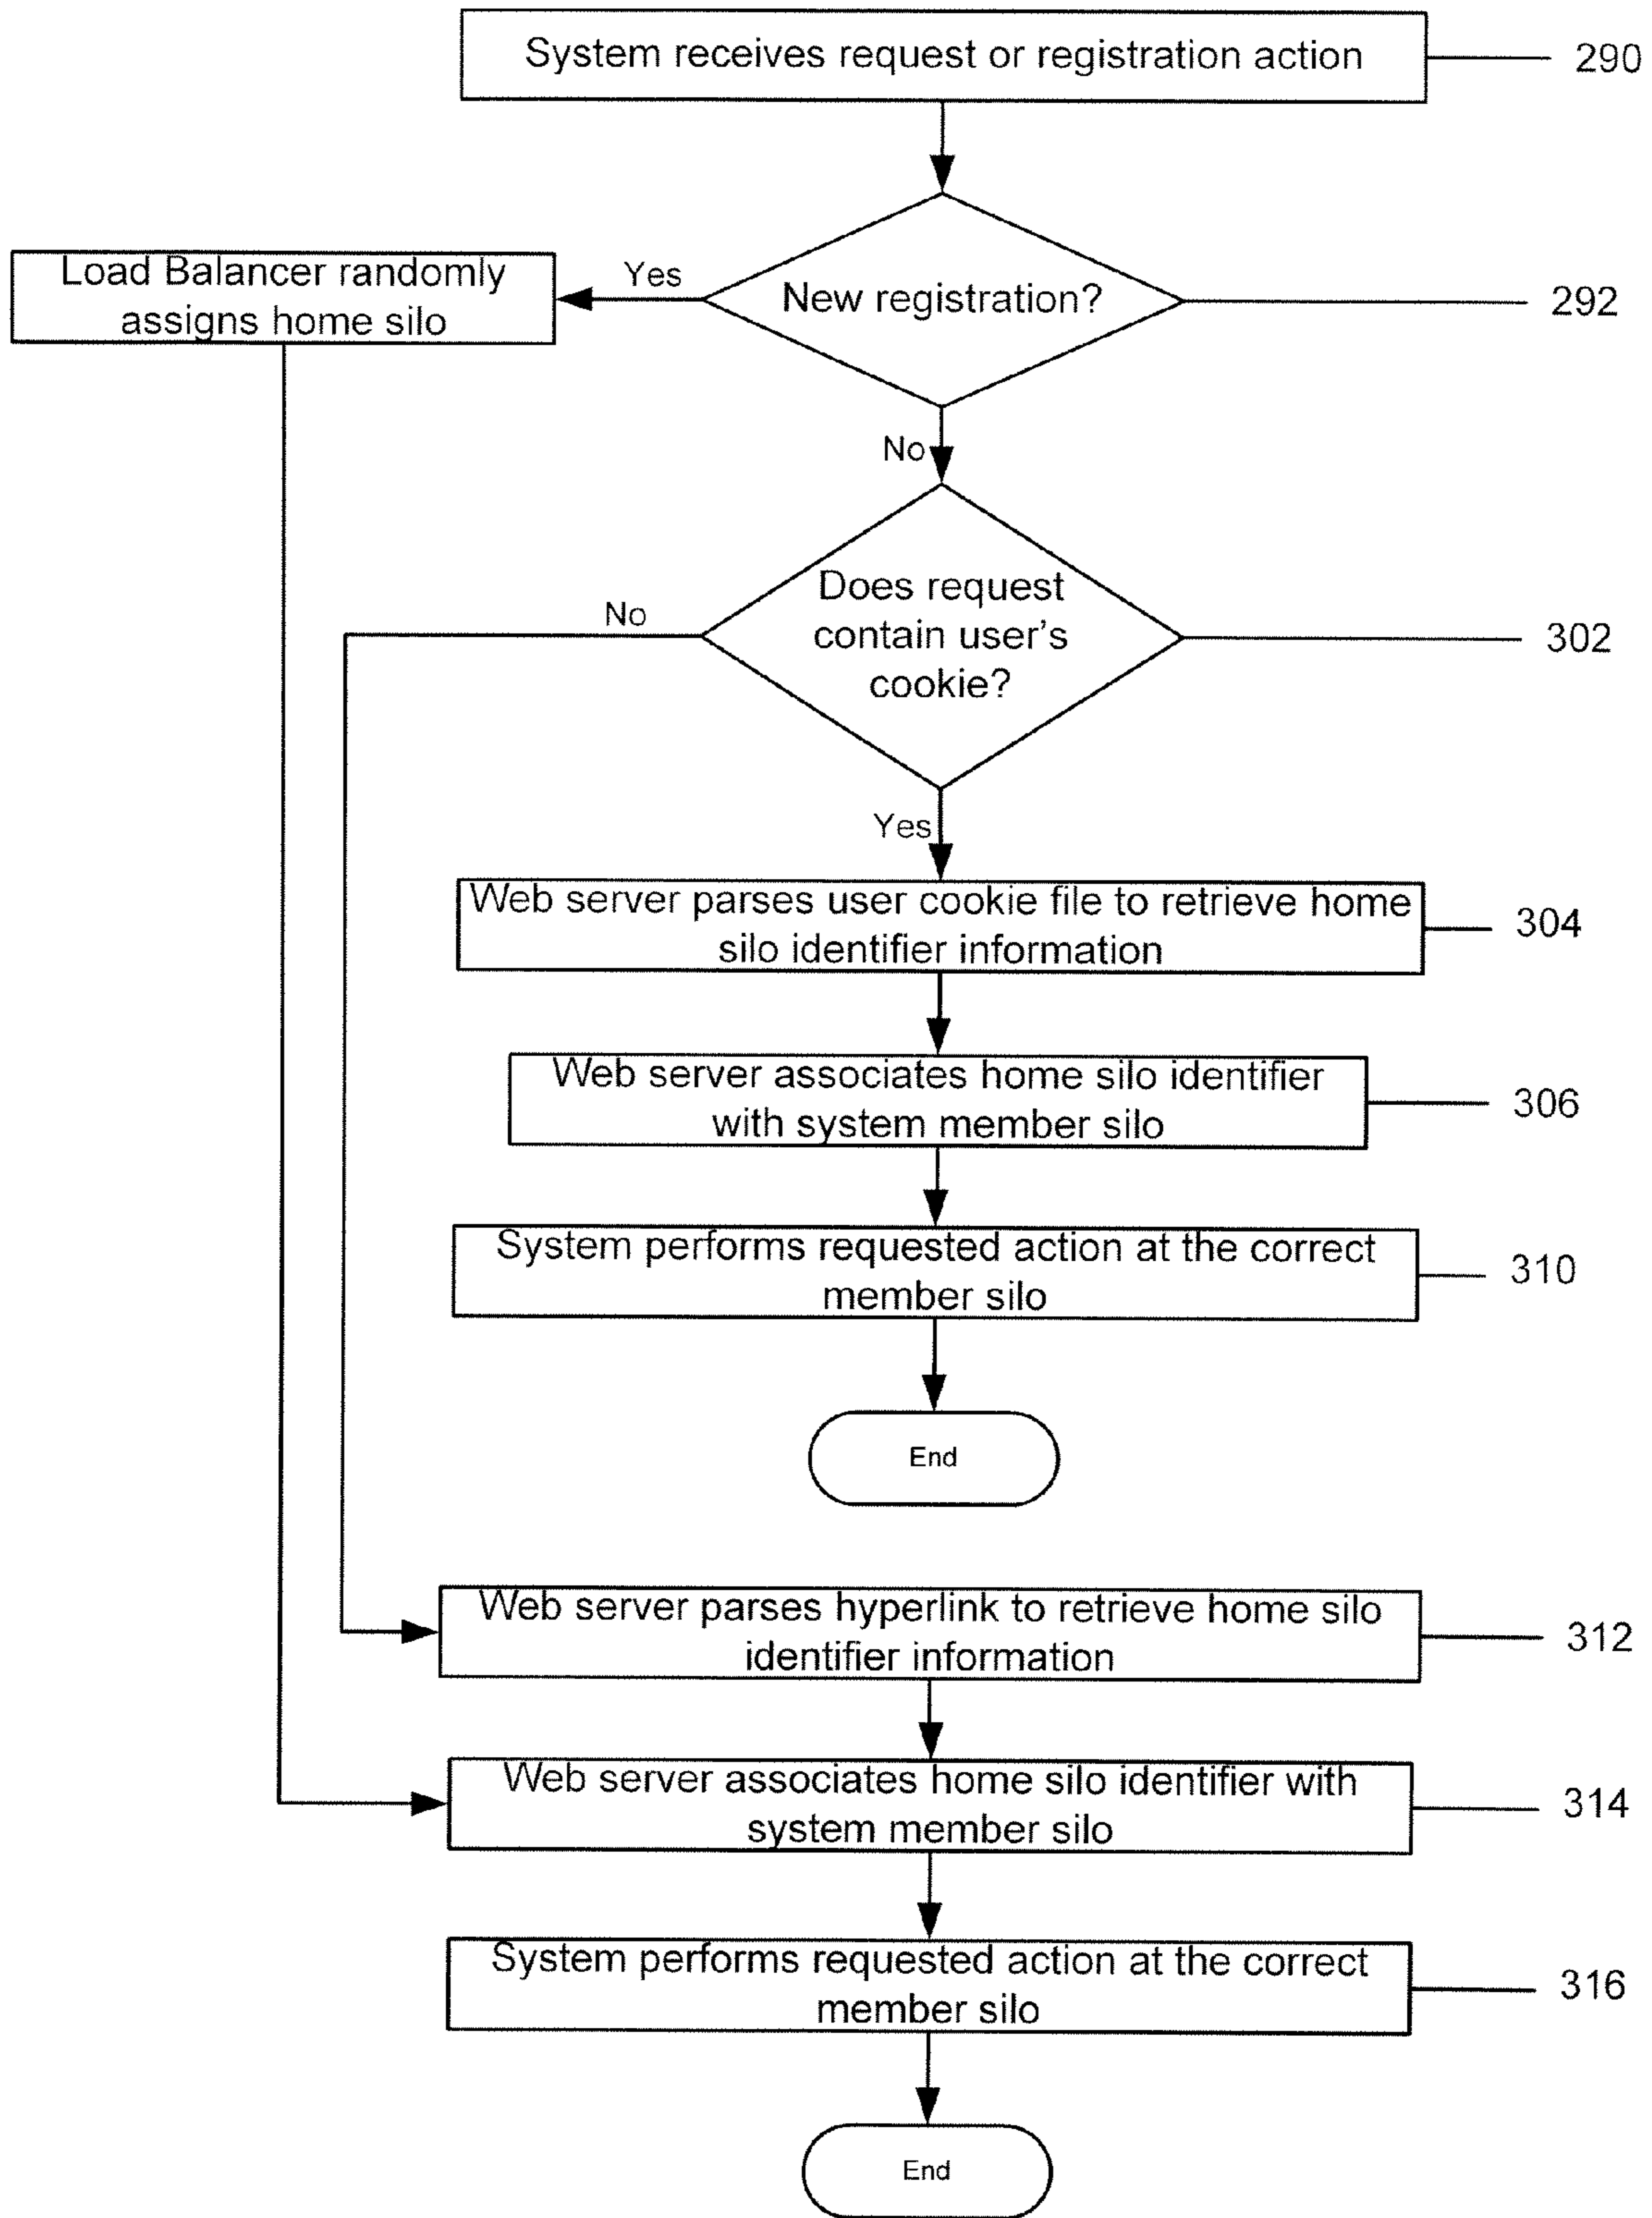 System receives request or registration action
290
Load Balancer randomly
assigns home silo
Yes
New registration?
292
No
Does request
contain user's
cookie?
No
302
Yes
Web server parses user cookie file to retrieve home
silo identifier information
304
Web server associates home silo identifier
with system member silo
306
System performs requested action at the correct
member silo
310
End
Web server parses hyperlink to retrieve home silo
identifier information
312
Web server associates home silo identifier with
system member silo
314
System performs requested action at the correct
member silo
316
End